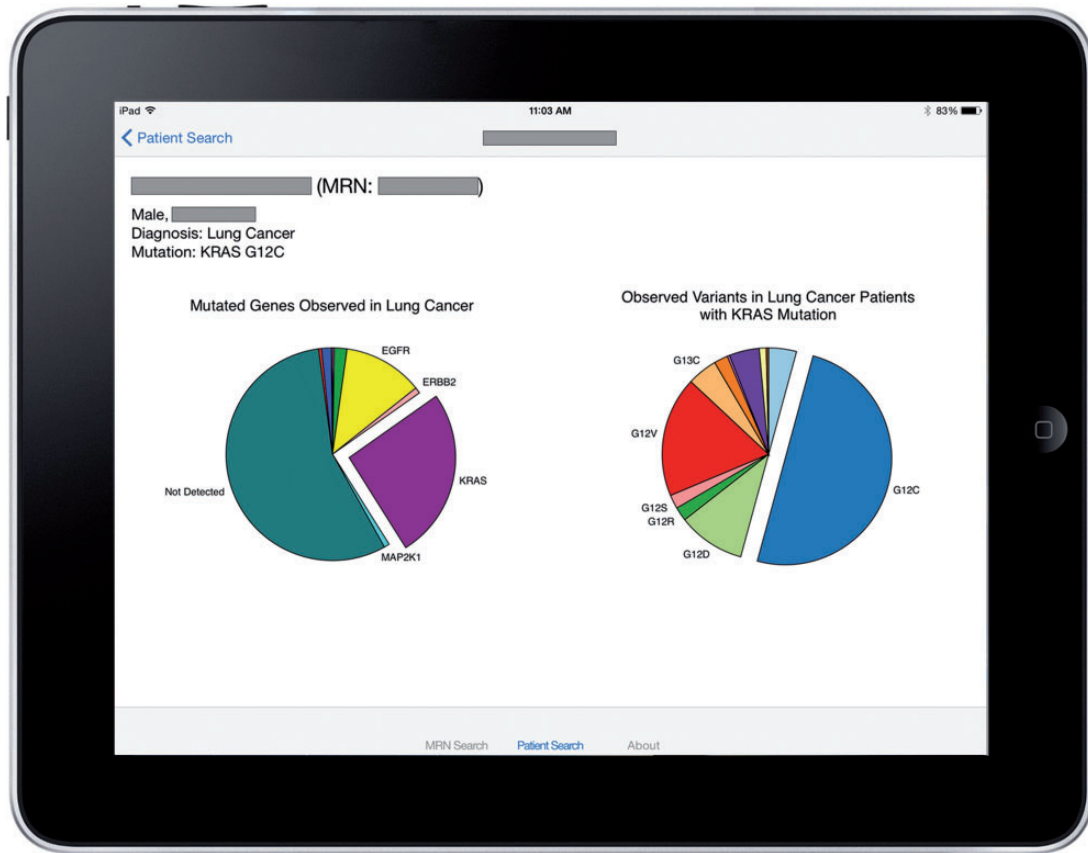 iPad
11:03 AM
83%
Patient Search
(MRN: )
Male,
Diagnosis: Lung Cancer
Mutation: KRAS G12C
Mutated Genes Observed in Lung Cancer
EGFR
ERBB2
KRAS
MAP2K1
Not Detected
Observed Variants in Lung Cancer Patients
with KRAS Mutation
G13C
G12V
G12S
G12R
G12D
G12C
MRN Search
Patient Search
About